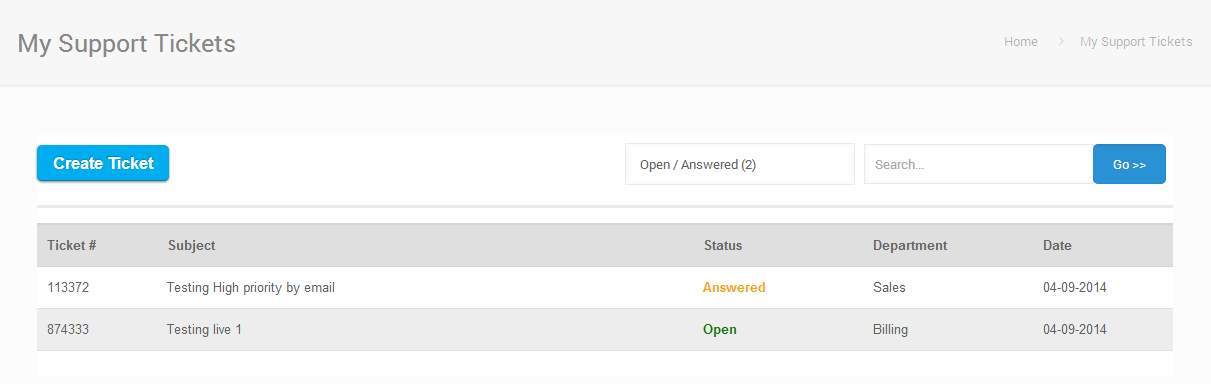 My Support Tickets
Home > My Support Tickets
Create Ticket
Open / Answered (2)
Search...
Go >>
Ticket # Subject Status Department Date
113372 Testing High priority by email Answered Sales 04-09-2014
874333 Testing live 1 Open Billing 04-09-2014